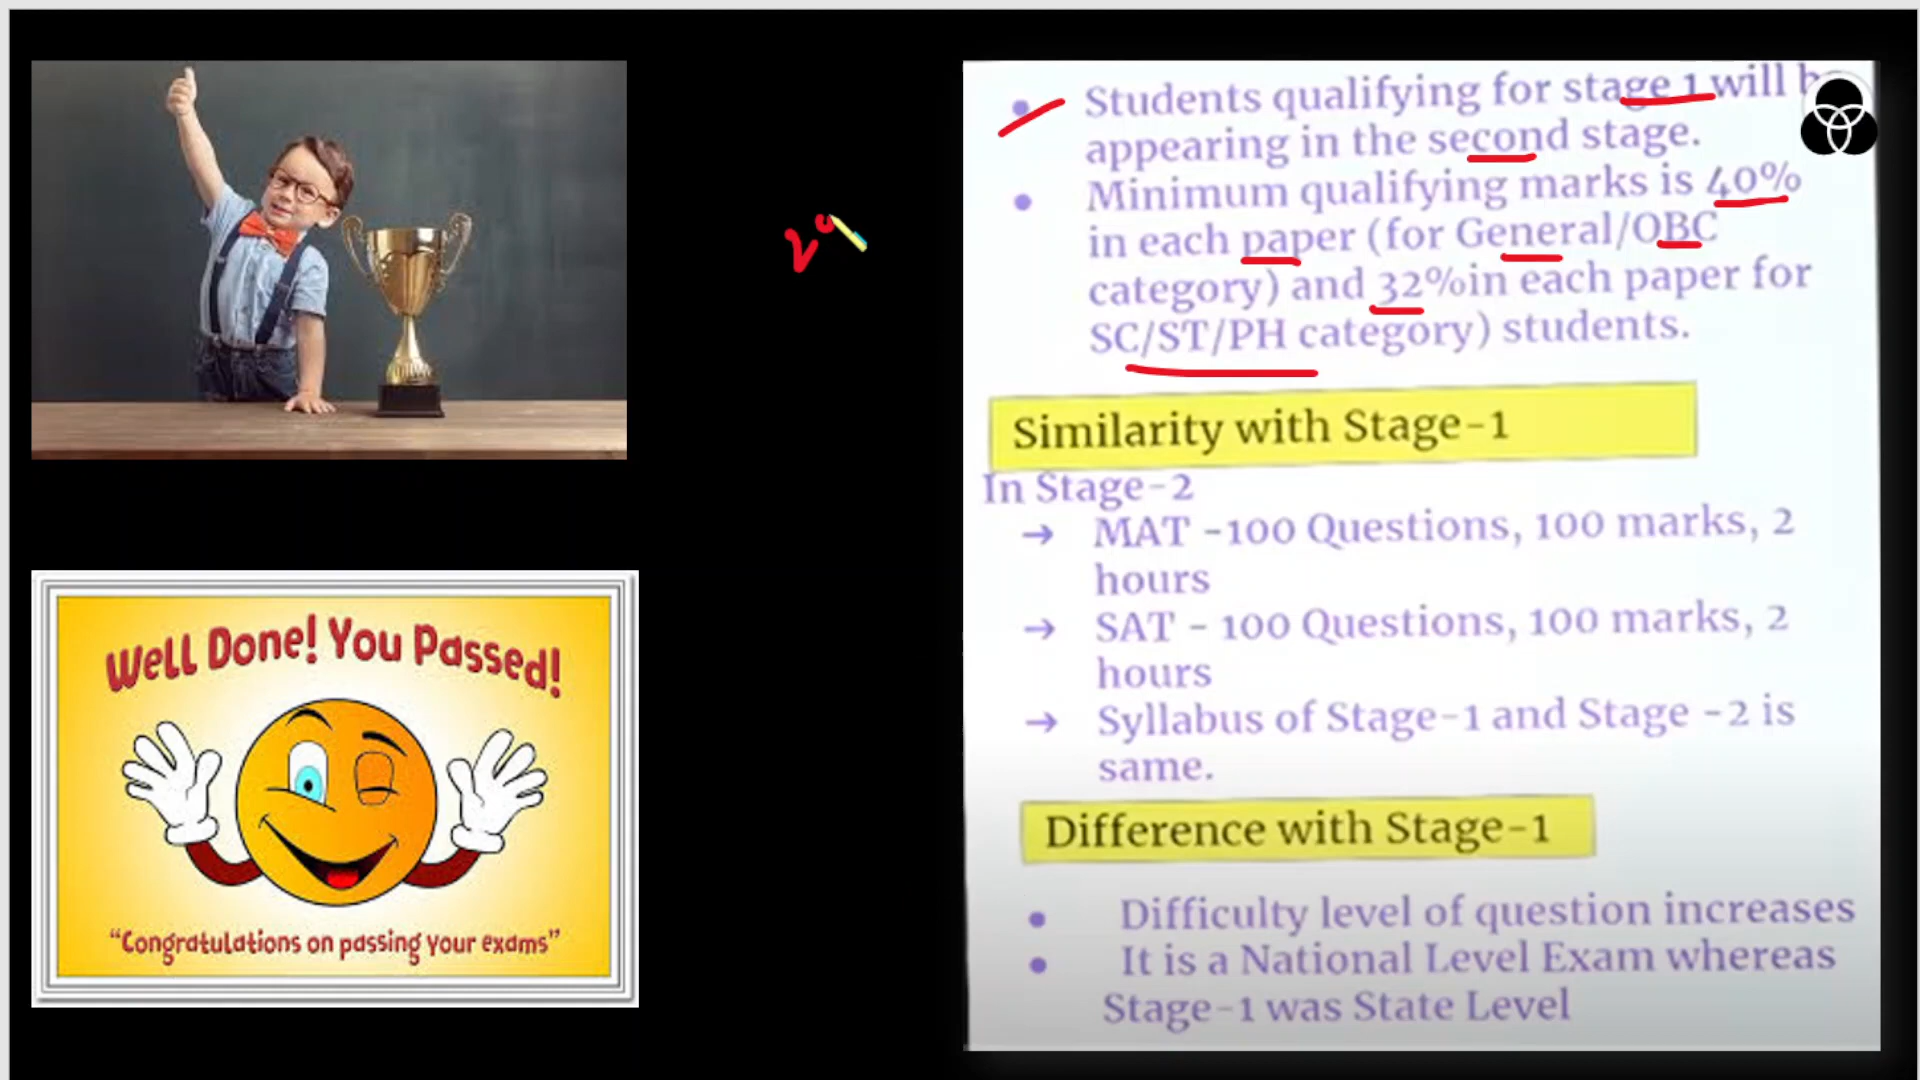 Students qualifying for stage 1 will
appearing in the second stage.
Minimum qualifying marks is 40%
in each paper (for General/OBC
category) and 32%in each paper for
SC/ST/PH category) students.
Similarity with Stage-1
In Stage-2
→ MAT -100 Questions, 100 marks, 2
hours
→ SAT - 100 Questions, 100 marks, 2
hours
→ Syllabus of Stage-1 and Stage -2 is
same.
Difference with Stage-1
Difficulty level of question increases
It is a National Level Exam whereas
Stage-1 was State Level
Well Done! You Passed!
“Congratulations on passing your exams”